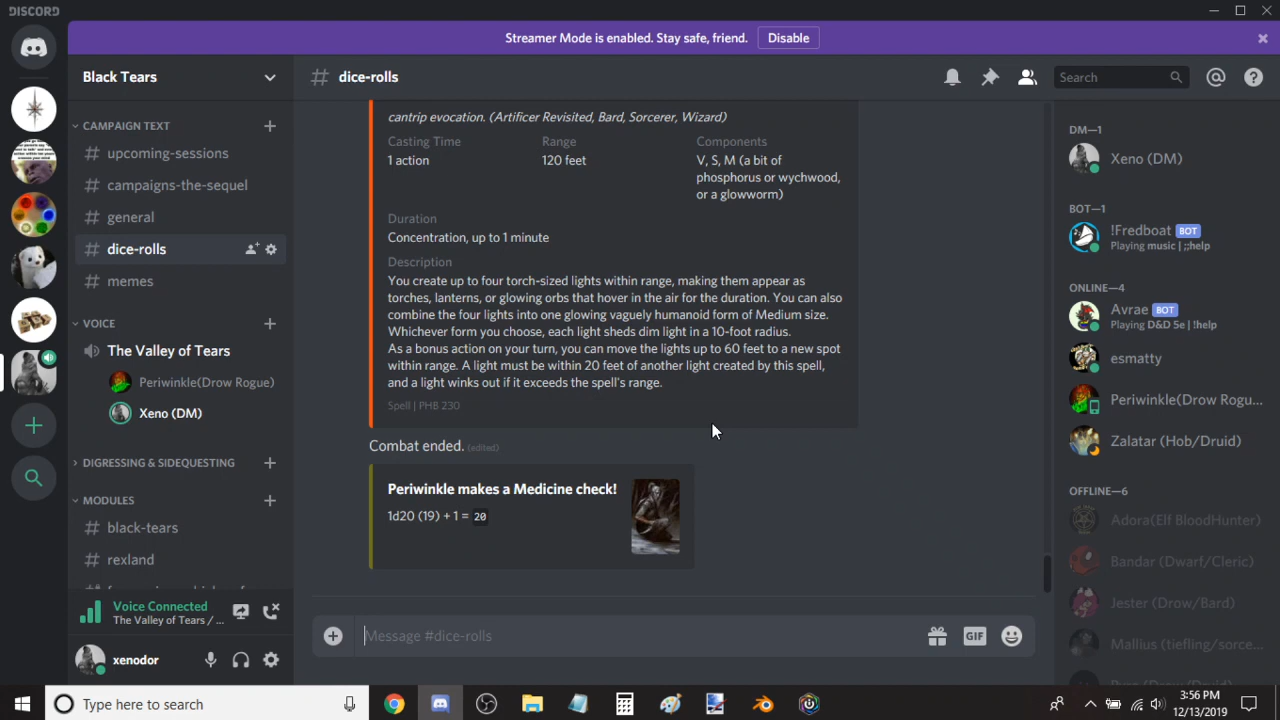 DISCORD
Streamer Mode is enabled. Stay safe, friend.
Disable
Black Tears
# dice-rolls
Search
CAMPAIGN TEXT
# upcoming-sessions
# campaigns-the-sequel
# general
# dice-rolls
# memes
VOICE
The Valley of Tears
Periwinkle(Drow Rogue)
Xeno (DM)
DIGRESSING & SIDEQUESTING
MODULES
# black-tears
# rexland
Voice Connected
The Valley of Tears / ...
xenodor
cantrip evocation. (Artificer Revisited, Bard, Sorcerer, Wizard)
Casting Time
1 action
Range
120 feet
Components
V, S, M (a bit of
phosphorus or wychwood,
or a glowworm)
Duration
Concentration, up to 1 minute
Description
You create up to four torch-sized lights within range, making them appear as
torches, lanterns, or glowing orbs that hover in the air for the duration. You can also
combine the four lights into one glowing vaguely humanoid form of Medium size.
Whichever form you choose, each light sheds dim light in a 10-foot radius.
As a bonus action on your turn, you can move the lights up to 60 feet to a new spot
within range. A light must be within 20 feet of another light created by this spell,
and a light winks out if it exceeds the spell's range.
Spell | PHB 230
Combat ended. (edited)
Periwinkle makes a Medicine check!
1d20 (19) + 1 = 20
Message #dice-rolls
GIF
DM—1
Xeno (DM)
BOT—1
!Fredboat BOT
Playing music | ;;help
ONLINE—4
Avrae BOT
Playing D&D 5e | !help
esmatty
Periwinkle(Drow Rogu...
Zalatar (Hob/Druid)
OFFLINE—6
Adora(Elf BloodHunter)
Bandar (Dwarf/Cleric)
Jester (Drow/Bard)
Mallius (tiefling/sorce...
Type here to search
3:56 PM
12/13/2019